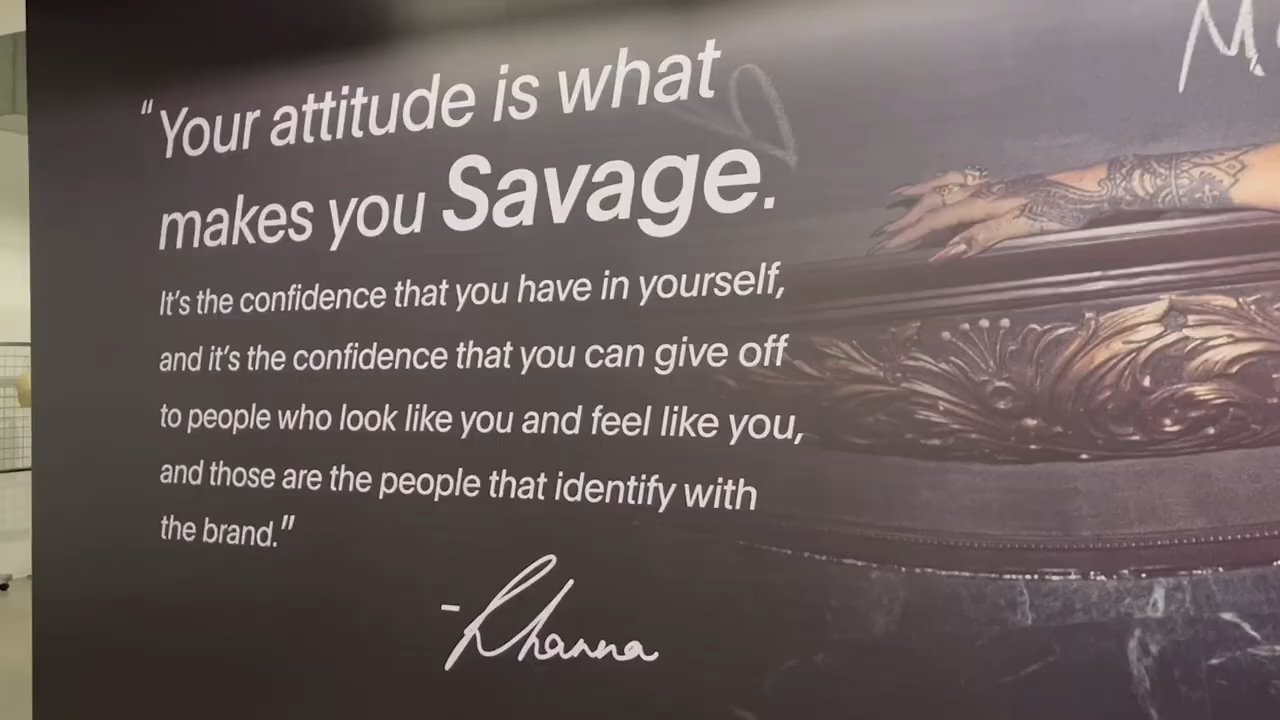 "Your attitude is what
makes you Savage.
It's the confidence that you have in yourself,
and it's the confidence that you can give off
to people who look like you and feel like you,
and those are the people that identify with
the brand."
-Rihanna